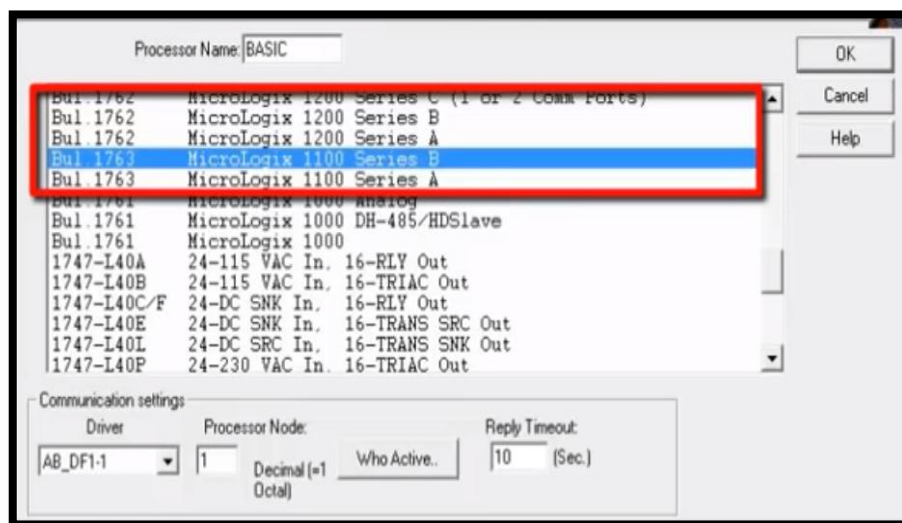 Processor Name: BASIC
OK
Cancel
Help
Bul.1762 MicroLogix 1200 Series C (1 or 2 Comm Ports)
Bul.1762 MicroLogix 1200 Series B
Bul.1762 MicroLogix 1200 Series A
Bul.1763 MicroLogix 1100 Series B
Bul.1763 MicroLogix 1100 Series A
Bul.1761 MicroLogix 1000 Analog
Bul.1761 MicroLogix 1000 DH-485/HDSlave
Bul.1761 MicroLogix 1000
1747-L40A 24-115 VAC In, 16-RLY Out
1747-L40B 24-115 VAC In, 16-TRIAC Out
1747-L40C/F 24-DC SNK In, 16-RLY Out
1747-L40E 24-DC SNK In, 16-TRANS SRC Out
1747-L40L 24-DC SRC In, 16-TRANS SNK Out
1747-L40P 24-230 VAC In, 16-TRIAC Out
Communication settings
Driver
Processor Node:
Reply Timeout:
AB_DF1-1
1
Decimal (=1
Octal)
Who Active..
10 (Sec.)